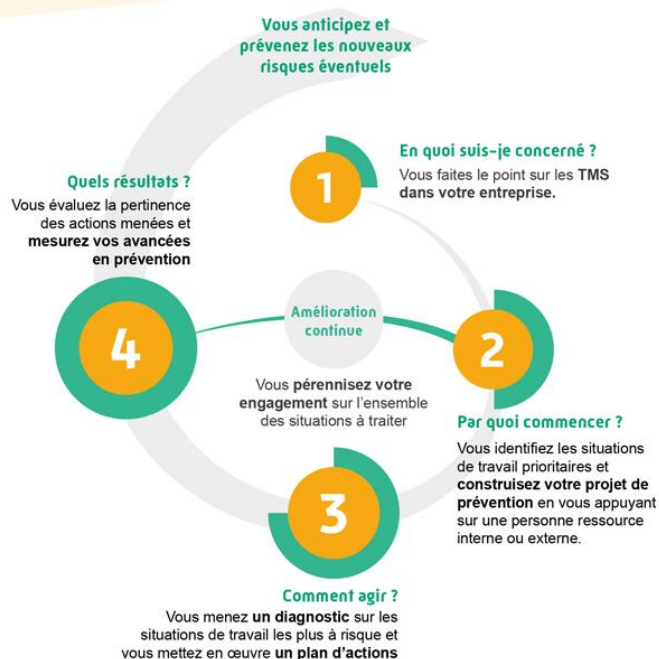 Vous anticipez et
prévenez les nouveaux
risques éventuels
1
En quoi suis-je concerné ?
Vous faites le point sur les TMS
dans votre entreprise.
Quels résultats ?
Vous évaluez la pertinence
des actions menées et
mesurez vos avancées
en prévention
4
Amélioration
continue
Vous pérennisez votre
engagement sur l'ensemble
des situations à traiter
2
Par quoi commencer ?
Vous identifiez les situations
de travail prioritaires et
construisez votre projet de
prévention en vous appuyant
sur une personne ressource
interne ou externe.
3
Comment agir ?
Vous menez un diagnostic sur les
situations de travail les plus à risque et
vous mettez en œuvre un plan d'actions